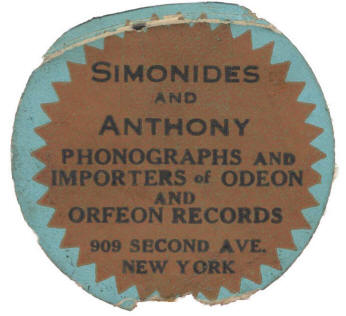 SIMONIDES
AND
ANTHONY
PHONOGRAPHS AND
IMPORTERS of ODEON
AND
ORFEON RECORDS
909 SECOND AVE.
NEW YORK